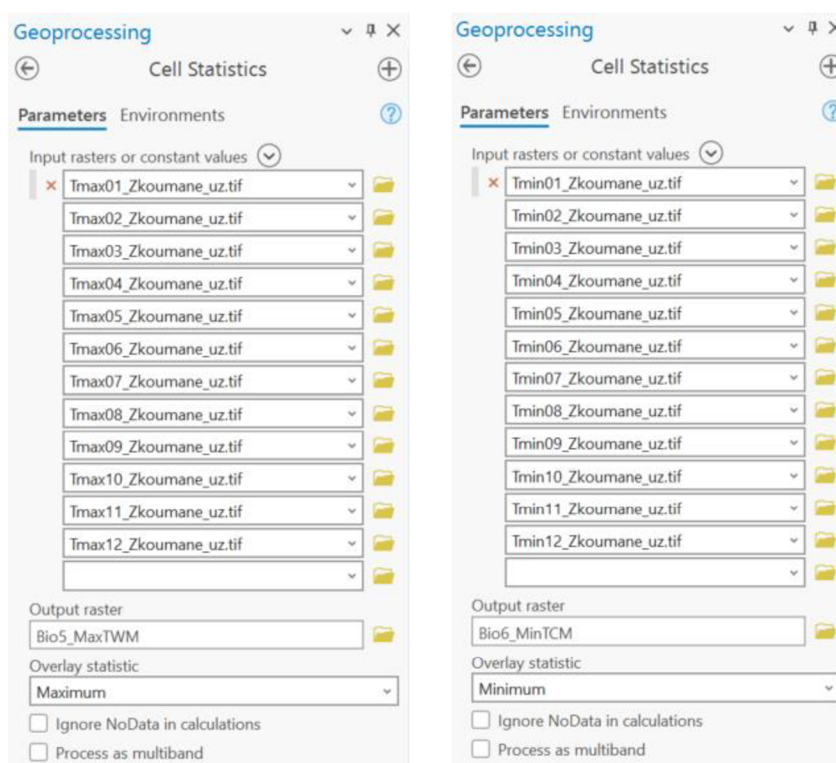 Geoprocessing
Cell Statistics
Parameters Environments
Input rasters or constant values
Tmax01_Zkoumane_uz.tif
Tmax02_Zkoumane_uz.tif
Tmax03_Zkoumane_uz.tif
Tmax04_Zkoumane_uz.tif
Tmax05_Zkoumane_uz.tif
Tmax06_Zkoumane_uz.tif
Tmax07_Zkoumane_uz.tif
Tmax08_Zkoumane_uz.tif
Tmax09_Zkoumane_uz.tif
Tmax10_Zkoumane_uz.tif
Tmax11_Zkoumane_uz.tif
Tmax12_Zkoumane_uz.tif
Output raster
Bio5_MaxTWM
Overlay statistic
Maximum
Ignore NoData in calculations
Process as multiband
Geoprocessing
Cell Statistics
Parameters Environments
Input rasters or constant values
Tmin01_Zkoumane_uz.tif
Tmin02_Zkoumane_uz.tif
Tmin03_Zkoumane_uz.tif
Tmin04_Zkoumane_uz.tif
Tmin05_Zkoumane_uz.tif
Tmin06_Zkoumane_uz.tif
Tmin07_Zkoumane_uz.tif
Tmin08_Zkoumane_uz.tif
Tmin09_Zkoumane_uz.tif
Tmin10_Zkoumane_uz.tif
Tmin11_Zkoumane_uz.tif
Tmin12_Zkoumane_uz.tif
Output raster
Bio6_MinTCM
Overlay statistic
Minimum
Ignore NoData in calculations
Process as multiband